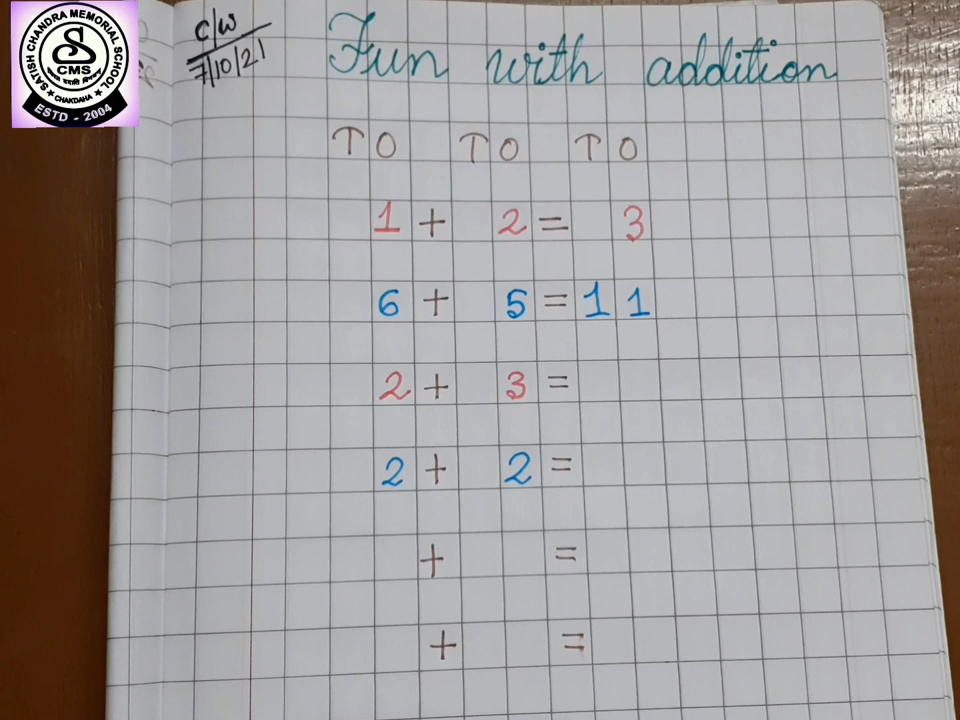 SATISH CHANDRA MEMORIAL SCHOOL
CMS
CHAKDAHA
ESTD - 2004
C/W
7/10/21
Fun with addition
T O T O T O
1 + 2 = 3
6 + 5 = 1 1
2 + 3 =
2 + 2 =
+ =
+ =